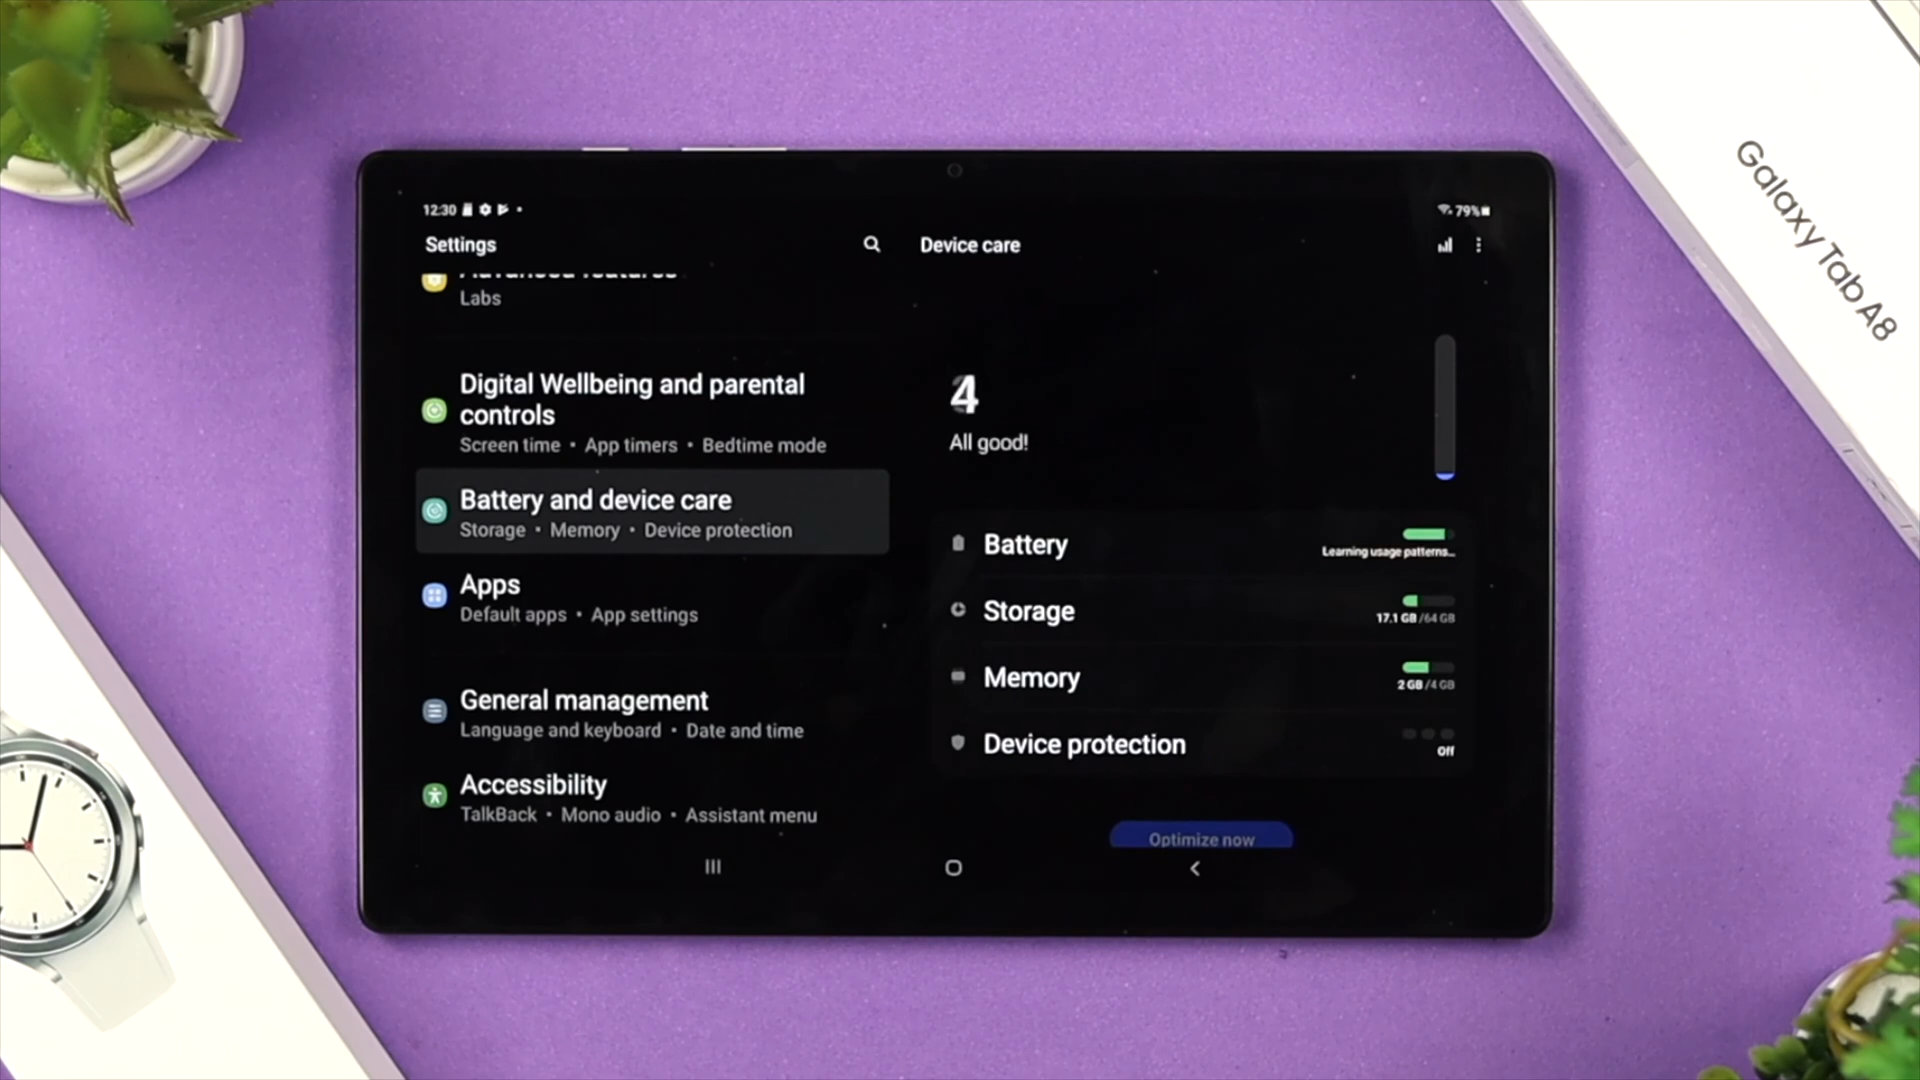 12:30
79%
Settings
Device care
Advanced features
Labs
Digital Wellbeing and parental
controls
Screen time • App timers • Bedtime mode
Battery and device care
Storage • Memory • Device protection
Apps
Default apps • App settings
General management
Language and keyboard • Date and time
Accessibility
TalkBack • Mono audio • Assistant menu
4
All good!
Battery
Learning usage patterns...
Storage
17.1 GB /64 GB
Memory
2 GB /4 GB
Device protection
Off
Optimize now
Galaxy Tab A8